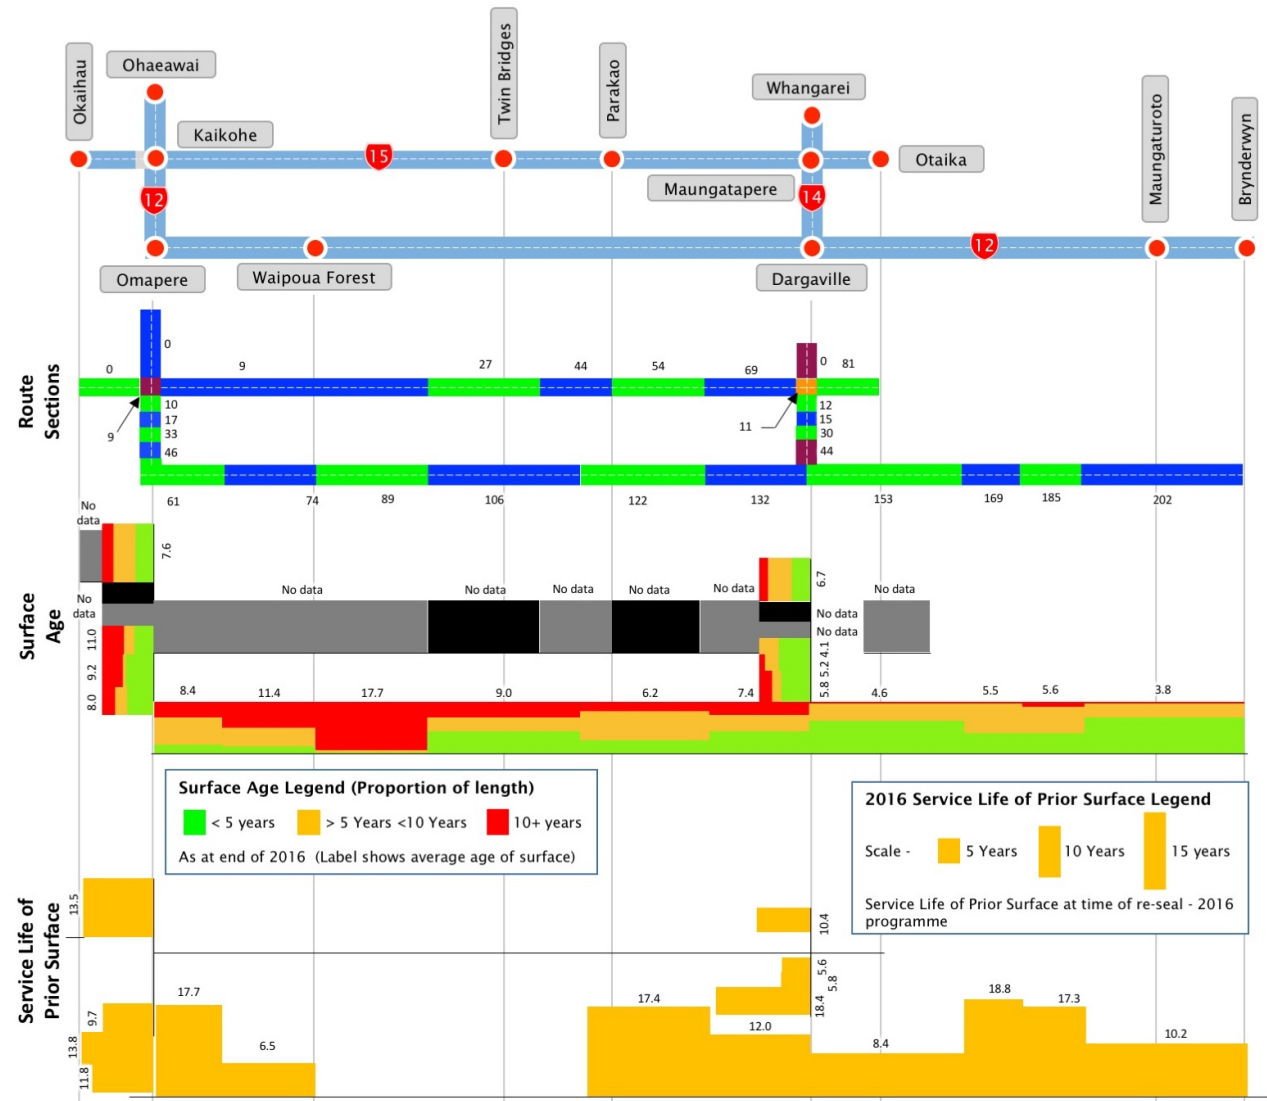 Okaihau
Ohaeawai
Twin Bridges
Parakao
Whangarei
Maungaturoto
Brynderwyn
Kaikohe
15
Otaika
Maungatapere
12
14
12
Omapere
Waipoua Forest
Dargaville
Route
Sections
0
0
9
27
44
54
69
0
81
9
10
17
33
46
11
12
15
30
44
61
74
89
106
122
132
153
169
185
202
Surface
Age
No
data
7.6
No
data
No data
No data
No data
No data
No data
6.7
No data
No data
No data
11.0
9.2
8.0
4.1
5.2
5.8
8.4
11.4
17.7
9.0
6.2
7.4
4.6
5.5
5.6
3.8
Surface Age Legend (Proportion of length)
< 5 years
> 5 Years <10 Years
10+ years
As at end of 2016 (Label shows average age of surface)
2016 Service Life of Prior Surface Legend
Scale -
5 Years
10 Years
15 years
Service Life of Prior Surface at time of re-seal - 2016
programme
Service Life of
Prior Surface
13.5
10.4
9.7
13.8
11.8
17.7
6.5
17.4
12.0
5.6
5.8
18.4
8.4
18.8
17.3
10.2